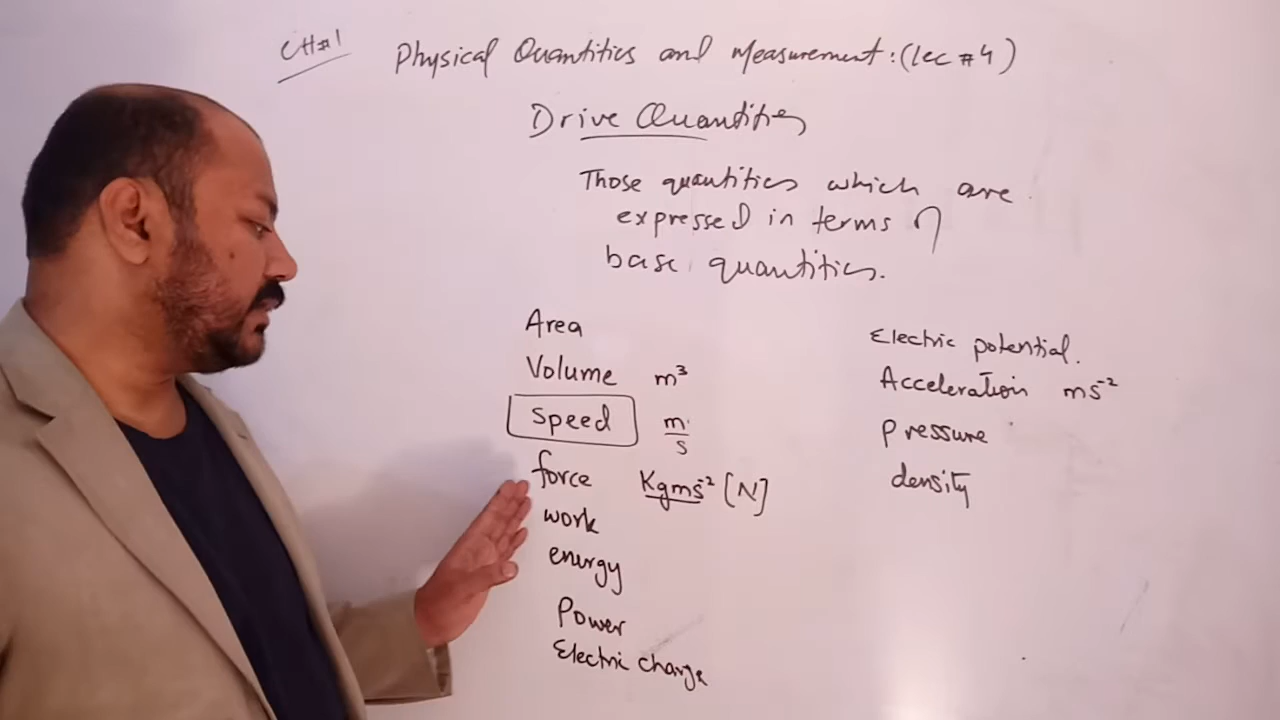 CH#1 Physical Quantities and Measurement:(lec #4)
Drive Quantities
Those quantities which are
expressed in terms of
base quantities.
Area
Volume m³
Speed m/s
force Kgms⁻² [N]
work
energy
Power
Electric charge
Electric potential.
Acceleration ms⁻²
pressure
density